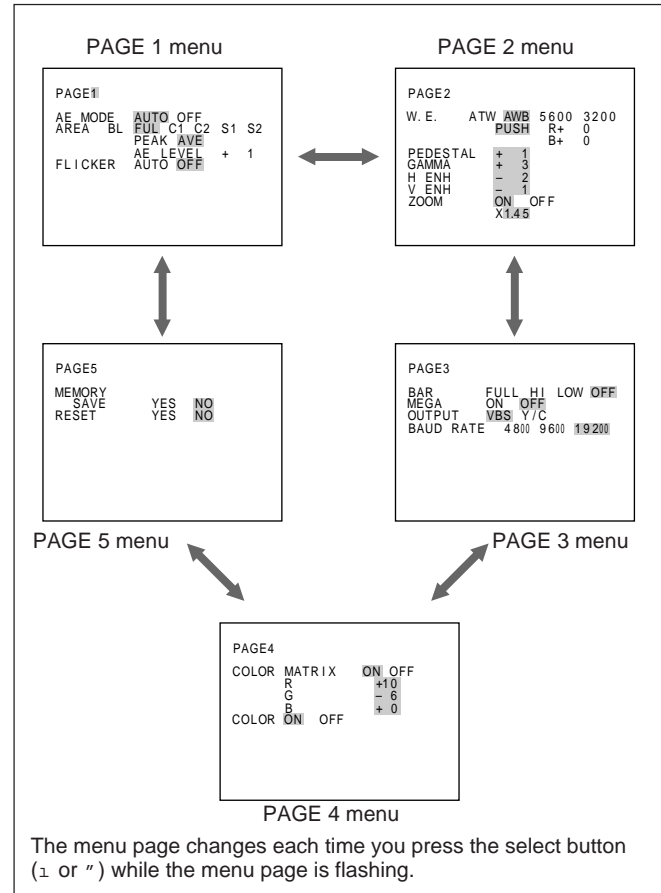 PAGE 1 menu
PAGE1
AE MODE AUTO OFF
AREA BL FUL C1 C2 S1 S2
PEAK AVE
AE LEVEL + 1
FLICKER AUTO OFF
PAGE 2 menu
PAGE2
W.E. ATW AWB 5600 3200
PUSH R+ 0
B+ 0
PEDESTAL + 1
GAMMA + 3
H ENH − 2
V ENH − 1
ZOOM ON OFF
X1.45
PAGE5
MEMORY
SAVE YES NO
RESET YES NO
PAGE 5 menu
PAGE3
BAR FULL HI LOW OFF
MEGA ON OFF
OUTPUT VBS Y/C
BAUD RATE 4800 9600 19200
PAGE 3 menu
PAGE4
COLOR MATRIX ON OFF
R +10
G − 6
B + 0
COLOR ON OFF
PAGE 4 menu
The menu page changes each time you press the select button
(ı or ″) while the menu page is flashing.